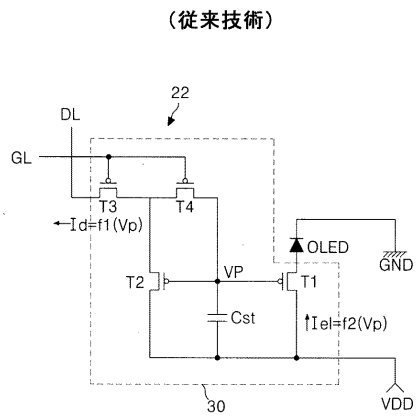 (従来技術)
22
DL
GL
T3
T4
Id=f1(Vp)
OLED
GND
VP
T2
T1
Cst
Iel=f2(Vp)
30
VDD